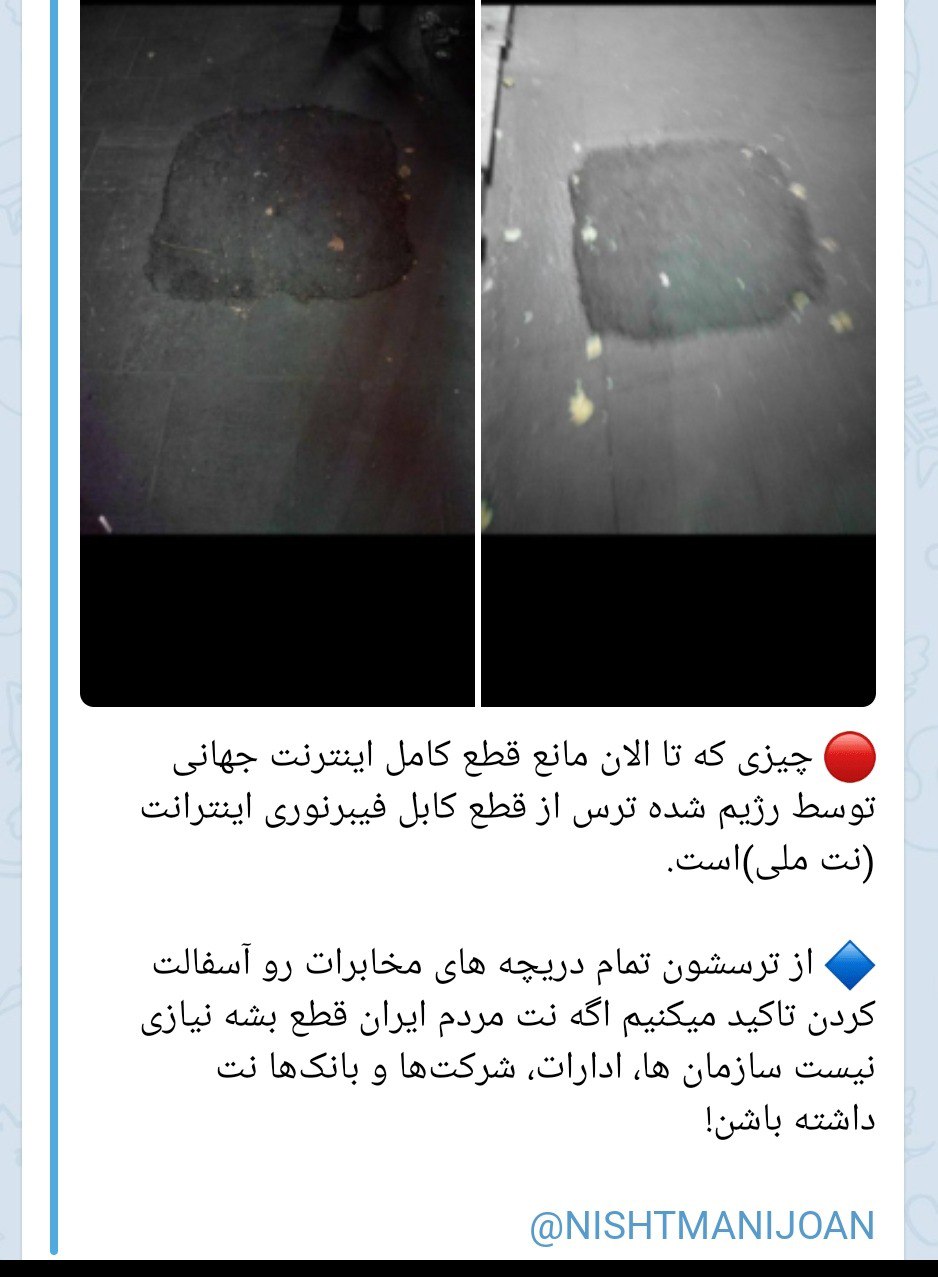 🔴 چیزی که تا الان مانع قطع کامل اینترنت جهانی
توسط رژیم شده ترس از قطع کابل فیبرنوری اینترانت
(نت ملی)است.
🔷 از ترسشون تمام دریچه های مخابرات رو آسفالت
کردن تاکید میکنیم اگه نت مردم ایران قطع بشه نیازی
نیست سازمان ها، ادارات، شرکت‌ها و بانک‌ها نت
داشته باشن!
@NISHTMANIJOAN